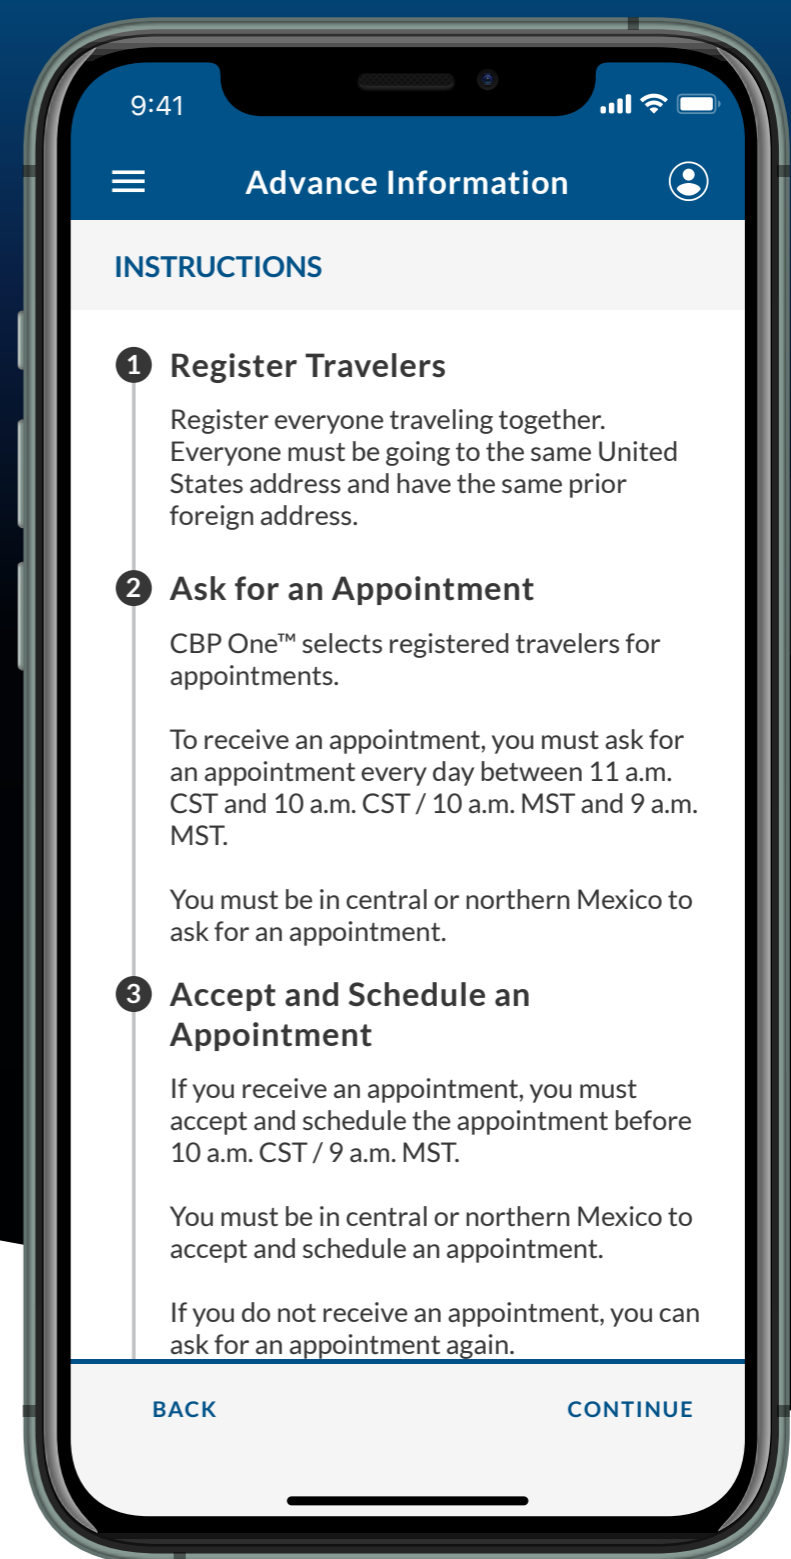 9:41
Advance Information
INSTRUCTIONS
1 Register Travelers
Register everyone traveling together.
Everyone must be going to the same United
States address and have the same prior
foreign address.
2 Ask for an Appointment
CBP One™ selects registered travelers for
appointments.
To receive an appointment, you must ask for
an appointment every day between 11 a.m.
CST and 10 a.m. CST / 10 a.m. MST and 9 a.m.
MST.
You must be in central or northern Mexico to
ask for an appointment.
3 Accept and Schedule an
Appointment
If you receive an appointment, you must
accept and schedule the appointment before
10 a.m. CST / 9 a.m. MST.
You must be in central or northern Mexico to
accept and schedule an appointment.
If you do not receive an appointment, you can
ask for an appointment again.
BACK CONTINUE